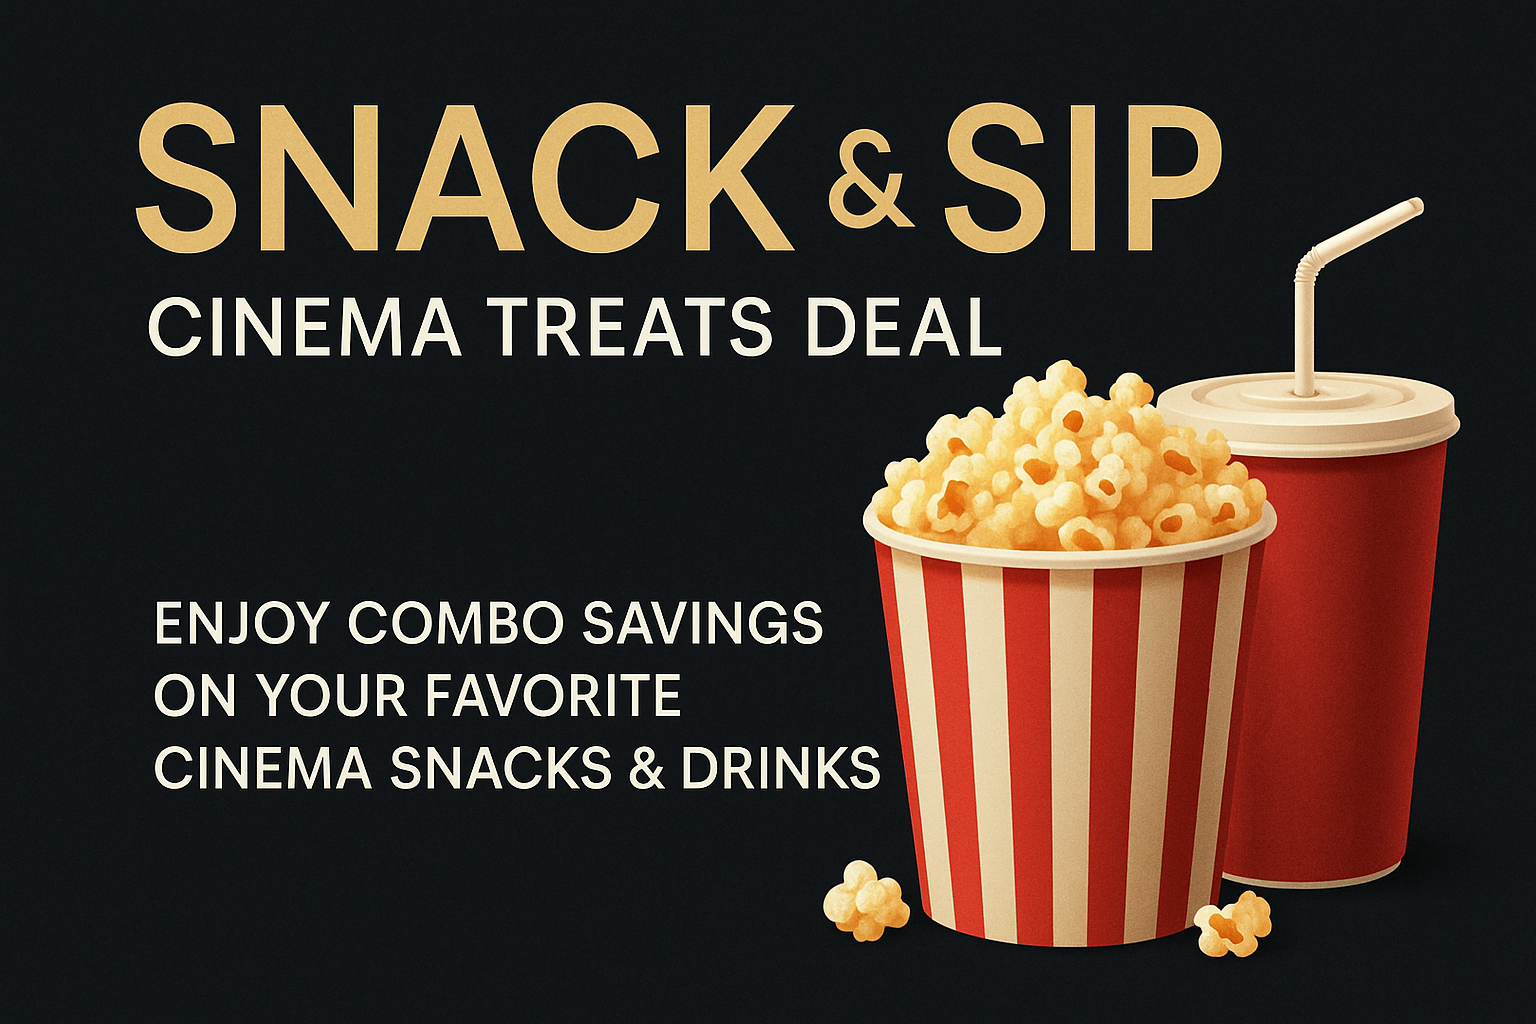 SNACK & SIP
CINEMA TREATS DEAL
ENJOY COMBO SAVINGS
ON YOUR FAVORITE
CINEMA SNACKS & DRINKS